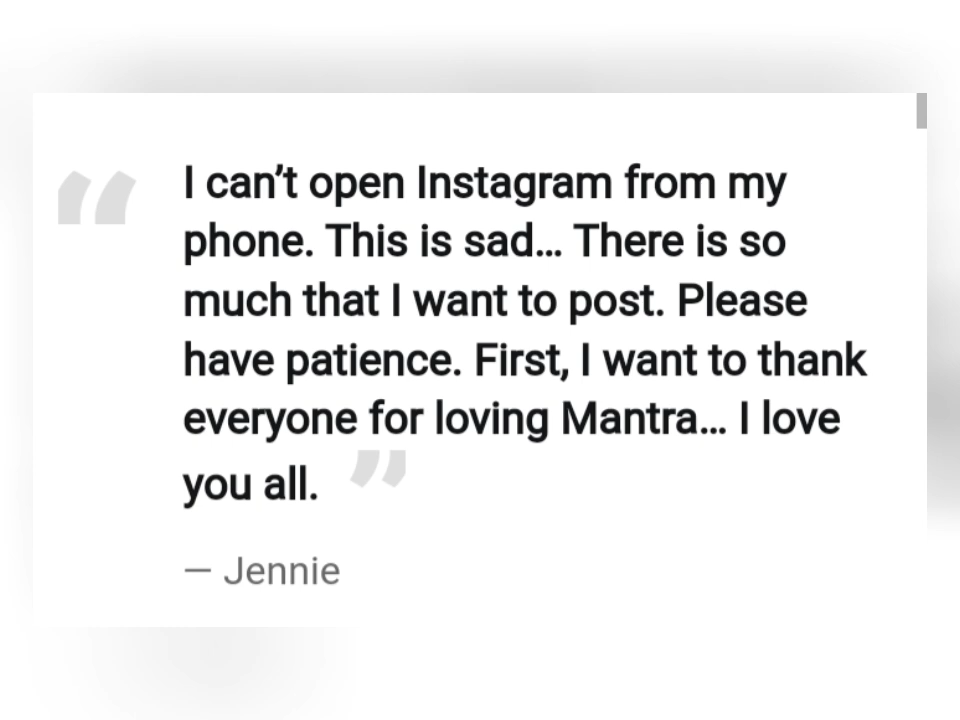 “
I can’t open Instagram from my
phone. This is sad... There is so
much that I want to post. Please
have patience. First, I want to thank
everyone for loving Mantra... I love
you all. ”
— Jennie